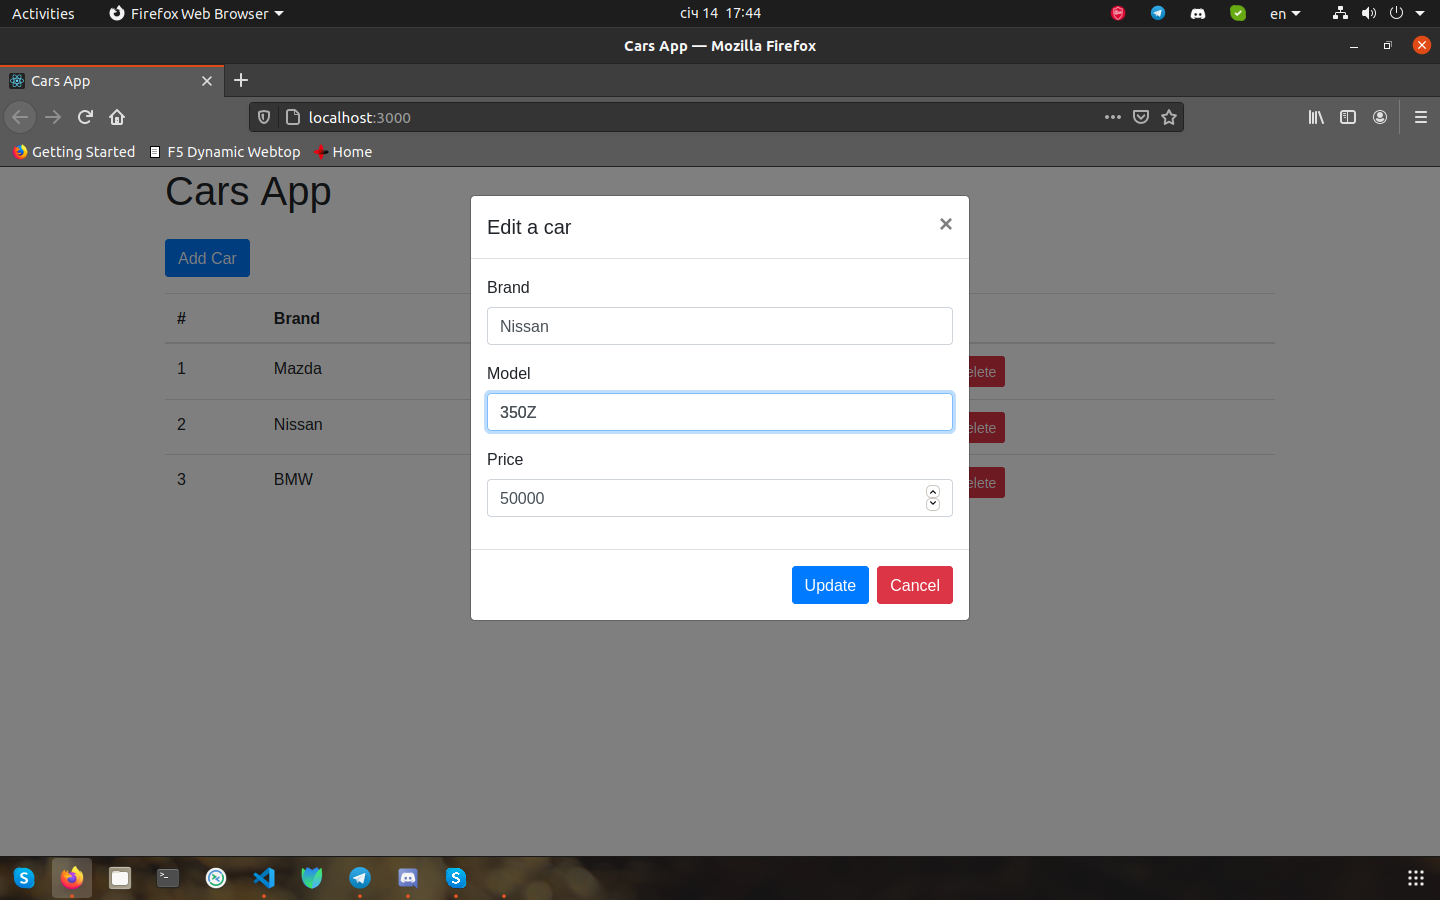 Activities Firefox Web Browser січ 14 17:44 en
Cars App — Mozilla Firefox
Cars App
localhost:3000
Getting Started F5 Dynamic Webtop Home
Cars App
Add Car
# Brand
1 Mazda elete
2 Nissan elete
3 BMW elete
Edit a car ×
Brand
Nissan
Model
350Z
Price
50000
Update Cancel